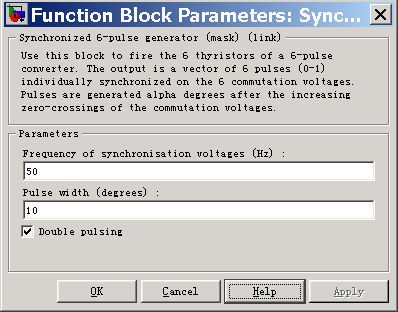 Function Block Parameters: Sync...
Synchronized 6-pulse generator (mask) (link)
Use this block to fire the 6 thyristors of a 6-pulse
converter. The output is a vector of 6 pulses (0-1)
individually synchronized on the 6 commutation voltages.
Pulses are generated alpha degrees after the increasing
zero-crossings of the commutation voltages.
Parameters
Frequency of synchronisation voltages (Hz) :
50
Pulse width (degrees) :
10
Double pulsing
OK Cancel Help Apply